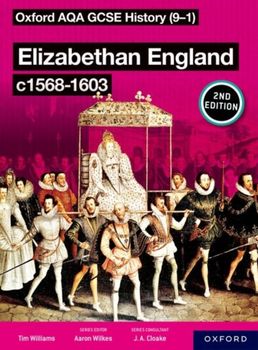 Oxford AQA GCSE History (9–1)
Elizabethan England
c1568-1603
2ND
EDITION
SERIES EDITOR
SERIES CONSULTANT
Tim Williams
Aaron Wilkes
J. A. Cloake
OXFORD